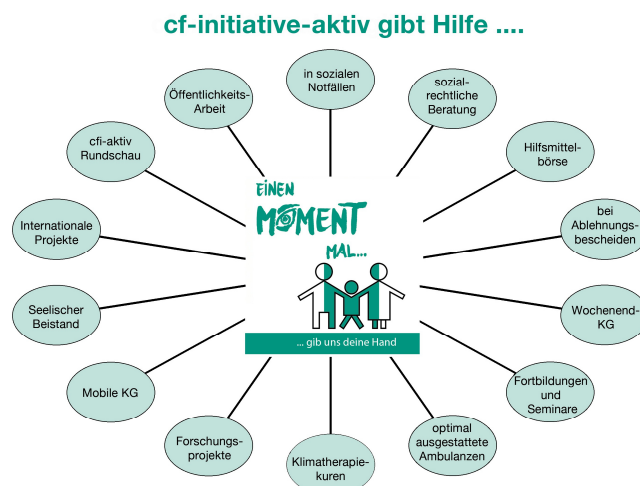 cf-initiative-aktiv gibt Hilfe ....
in sozialen
Notfällen
sozial-
rechtliche
Beratung
Hilfsmittel-
börse
bei
Ablehnungs-
bescheiden
Wochenend-
KG
Fortbildungen
und
Seminare
optimal
ausgestattete
Ambulanzen
Klimatherapie-
kuren
Forschungs-
projekte
Mobile KG
Seelischer
Beistand
Internationale
Projekte
cfi-aktiv
Rundschau
Öffentlichkeits-
Arbeit
EiNEN
MOMENT
MAL...
... gib uns deine Hand